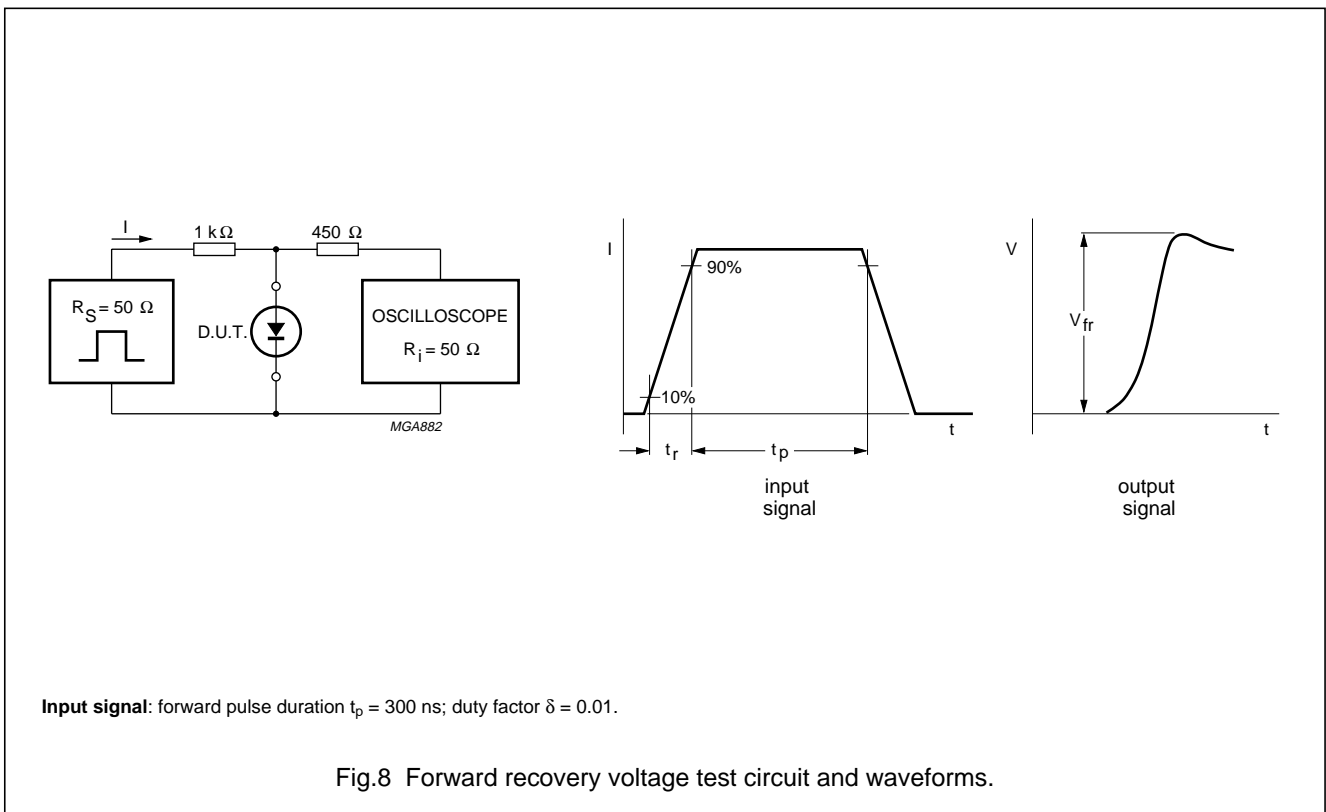 I
1 kΩ
450 Ω
R_S = 50 Ω
D.U.T.
OSCILLOSCOPE
R_i = 50 Ω
MGA882
I
90%
10%
t
t_r
t_p
input
signal
V
V_fr
t
output
signal
Input signal: forward pulse duration t_p = 300 ns; duty factor δ = 0.01.
Fig.8 Forward recovery voltage test circuit and waveforms.